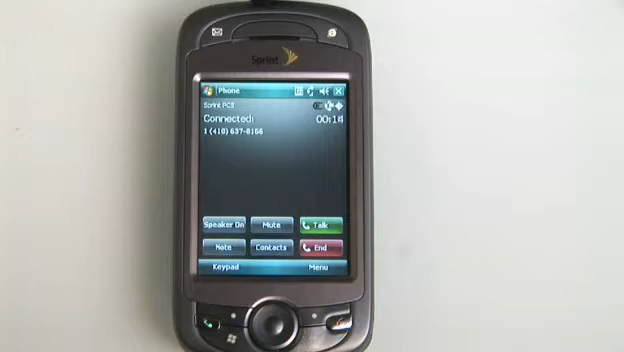 Sprint
Phone
Sprint PCS
Connected:
00:14
1 (410) 637-8166
Speaker On
Mute
Talk
Note
Contacts
End
Keypad
Menu